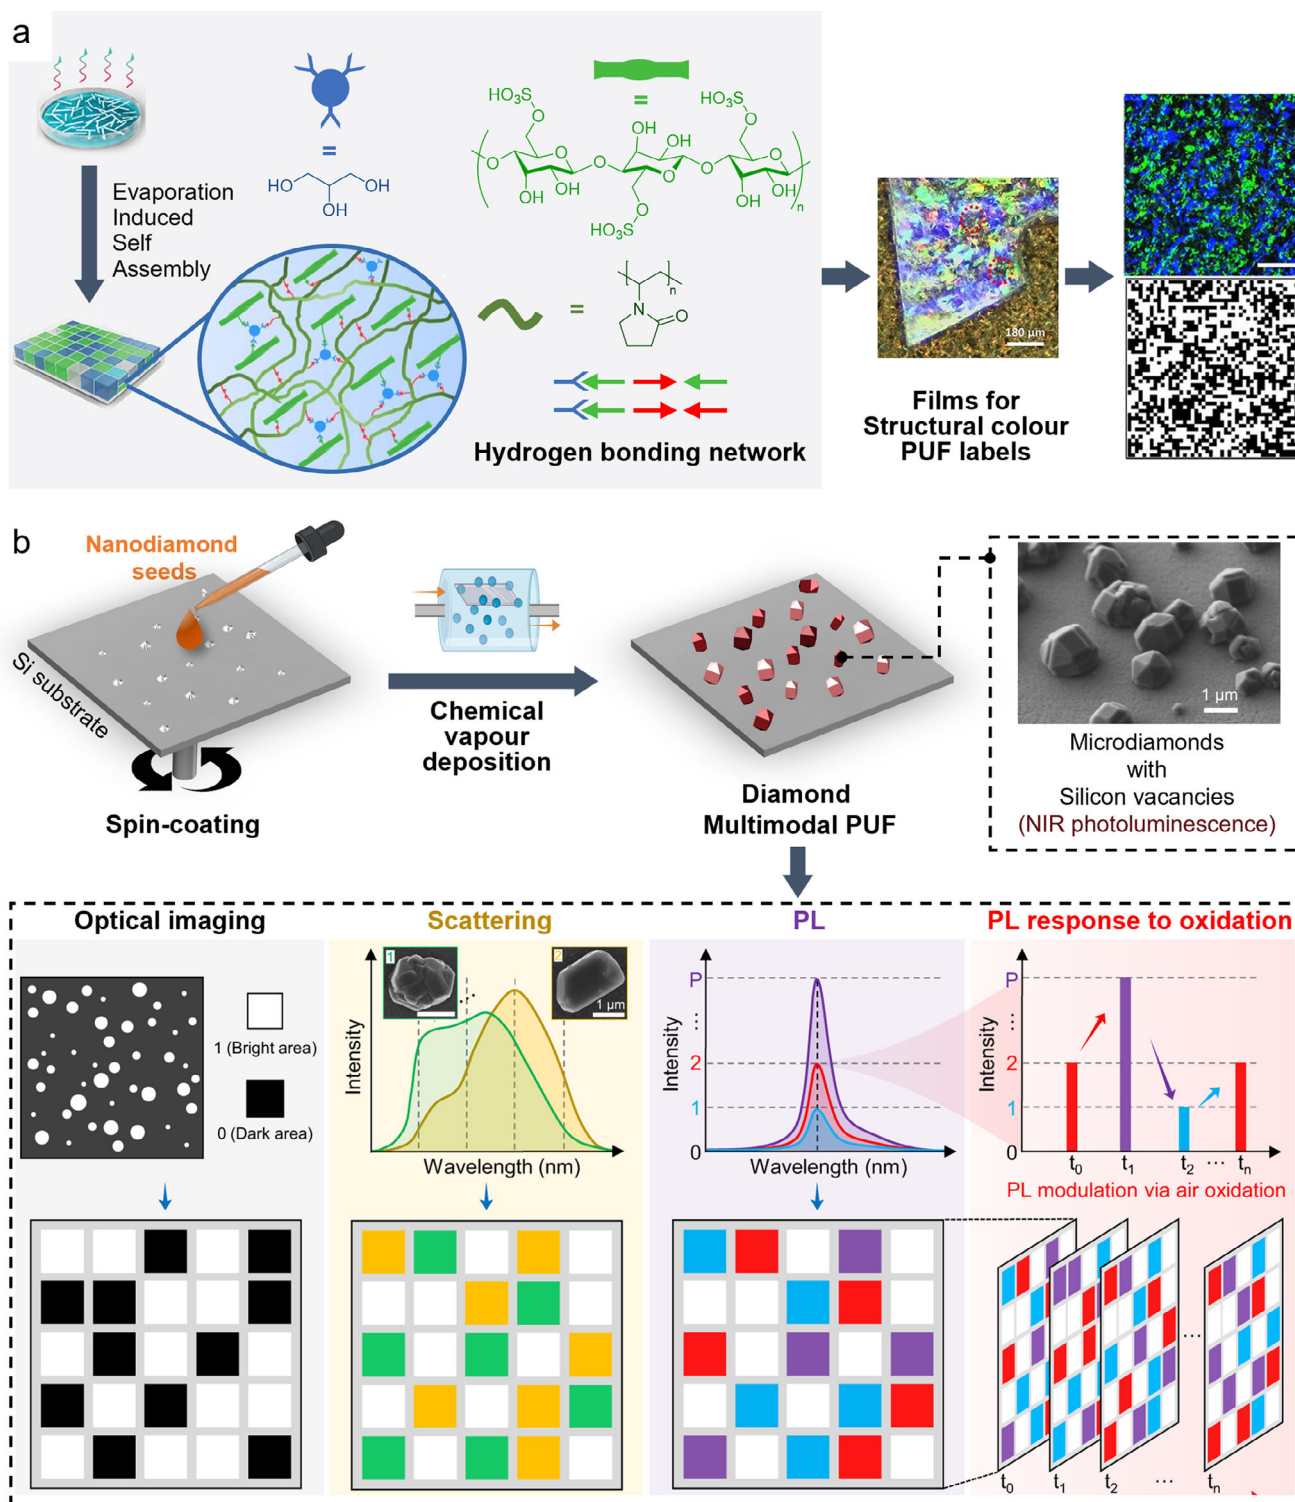 a
Evaporation
Induced
Self
Assembly
=
HO
OH
OH
=
HO₃S
O
HO₃S
OH
OH
O
O
O
O
O
O
OH
OH
OH
OH
OH
O
n
O
HO₃S
=
n
N
O
Hydrogen bonding network
180 µm
Films for
Structural colour
PUF labels
b
Nanodiamond
seeds
Si substrate
Spin-coating
Chemical
vapour
deposition
Diamond
Multimodal PUF
1 µm
Microdiamonds
with
Silicon vacancies
(NIR photoluminescence)
Optical imaging
1 (Bright area)
0 (Dark area)
Scattering
1
...
2
1 µm
Intensity
Wavelength (nm)
PL
Intensity
P
...
2
1
0
Wavelength (nm)
PL response to oxidation
Intensity
P
...
2
1
0
t₀
t₁
t₂
...
tₙ
PL modulation via air oxidation
...
t₀
t₁
t₂
...
tₙ